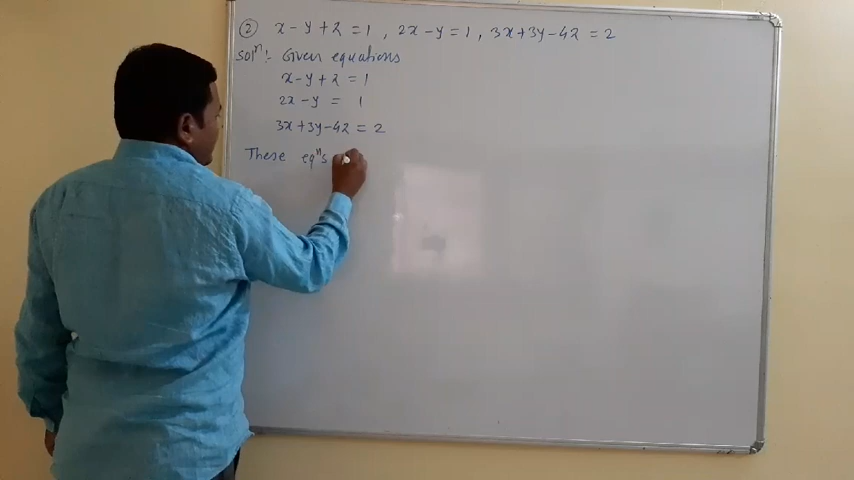 ② x - y + z = 1 , 2x - y = 1 , 3x + 3y - 4z = 2
Solⁿ:- Given equations
x - y + z = 1
2x - y = 1
3x + 3y - 4z = 2
These eqⁿs